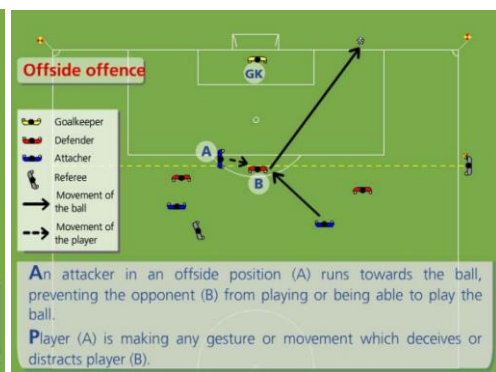 Offside offence
GK
Goalkeeper
Defender
Attacher
Referee
Movement of
the ball
Movement of
the player
A
B
An attacker in an offside position (A) runs towards the ball,
preventing the opponent (B) from playing or being able to play the
ball.
Player (A) is making any gesture or movement which deceives or
distracts player (B).